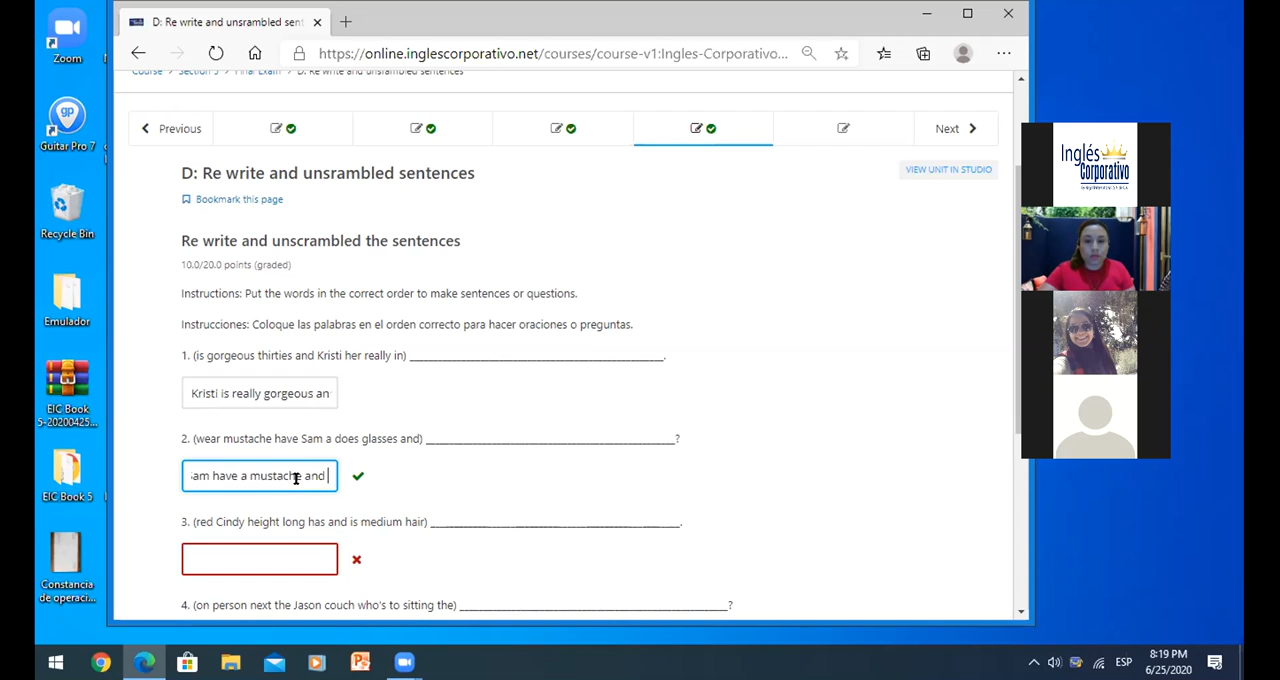 Zoom
Guitar Pro 7
Recycle Bin
Emulador
EIC Book
5-20200425...
EIC Book 5
Constancia
de operaci...
D: Re write and unsrambled sent
https://online.inglescorporativo.net/courses/course-v1:Ingles-Corporativo...
Course
Section 5
Final Exam
D: Re write and unsrambled sentences
Previous
Next
D: Re write and unsrambled sentences
VIEW UNIT IN STUDIO
Bookmark this page
Re write and unscrambled the sentences
10.0/20.0 points (graded)
Instructions: Put the words in the correct order to make sentences or questions.
Instrucciones: Coloque las palabras en el orden correcto para hacer oraciones o preguntas.
1. (is gorgeous thirties and Kristi her really in) ________________________________________.
Kristi is really gorgeous an
2. (wear mustache have Sam a does glasses and) ________________________________________?
Sam have a mustache and
3. (red Cindy height long has and is medium hair) ________________________________________.
4. (on person next the Jason couch who's to sitting the) ___________________________________________?
Inglés
Corporativo
gp
ESP
8:19 PM
6/25/2020